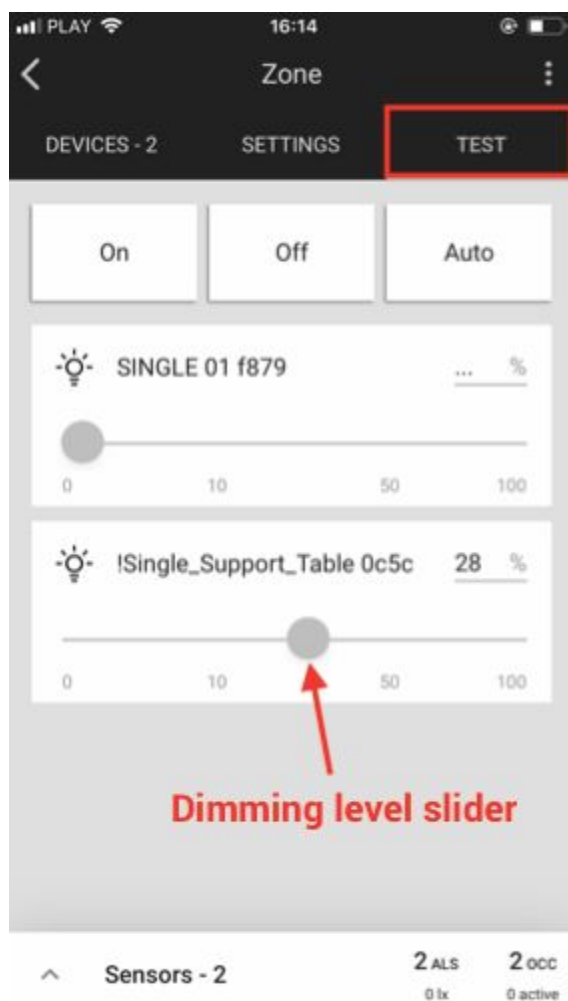 PLAY 16:14
Zone
DEVICES - 2 SETTINGS TEST
On Off Auto
SINGLE 01 f879 ... %
0 10 50 100
!Single_Support_Table 0c5c 28 %
0 10 50 100
Dimming level slider
Sensors - 2 2 ALS 2 OCC
0 lx 0 active